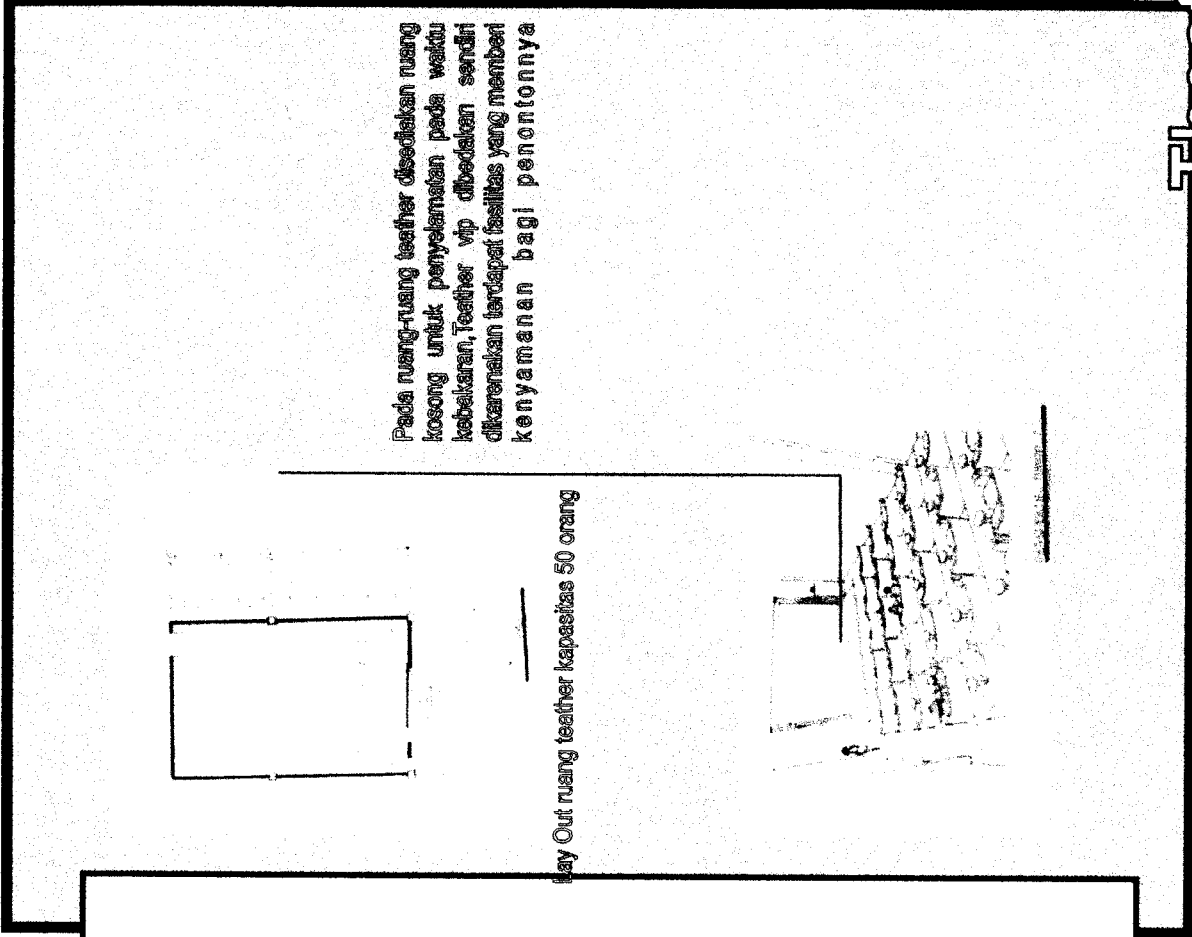 Pada ruang-ruang teather disediakan ruang
kosong untuk penyelamatan pada waktu
kebakaran,Teather vip dibedakan sendiri
dikarenakan terdapat fasilitas yang memberi
kenyamanan bagi penontonnya
Lay Out ruang teather kapasitas 50 orang